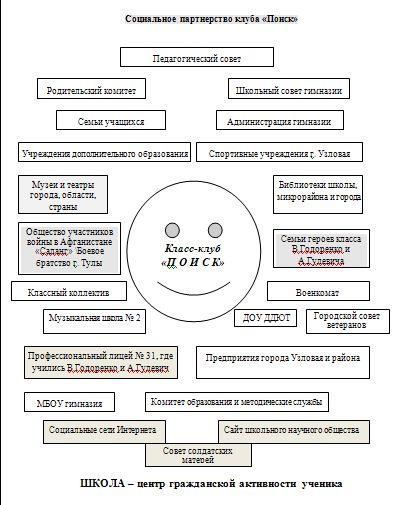 Социальное партнерство клуба «Поиск»
Педагогический совет
Родительский комитет
Школьный совет гимназии
Семьи учащихся
Администрация гимназии
Учреждения дополнительного образования
Спортивные учреждения г. Узловая
Музеи и театры
города, области,
страны
Библиотеки школы,
микрорайона и города
Общество участников
войны в Афганистане
«Саланг» \Боевое
братство г. Тулы
Класс-клуб
«П О И С К»
Семьи героев класса
В.Годоренко и
А.Гулевича
Классный коллектив
Военкомат
Музыкальная школа № 2
ДОУ ДДЮТ
Городской совет
ветеранов
Профессиональный лицей № 31, где
учились В.Годоренко и А.Гулевич
Предприятия города Узловая и района
МБОУ гимназия
Комитет образования и методические службы
Социальные сети Интернета
Сайт школьного научного общества
Совет солдатских
матерей
ШКОЛА – центр гражданской активности ученика